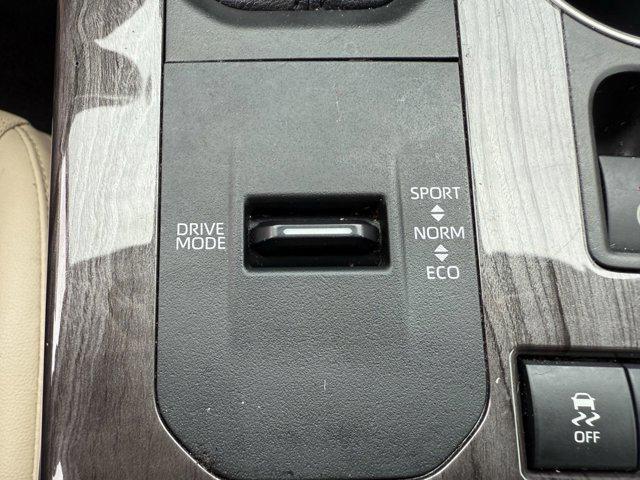 DRIVE
MODE
SPORT
NORM
ECO
OFF